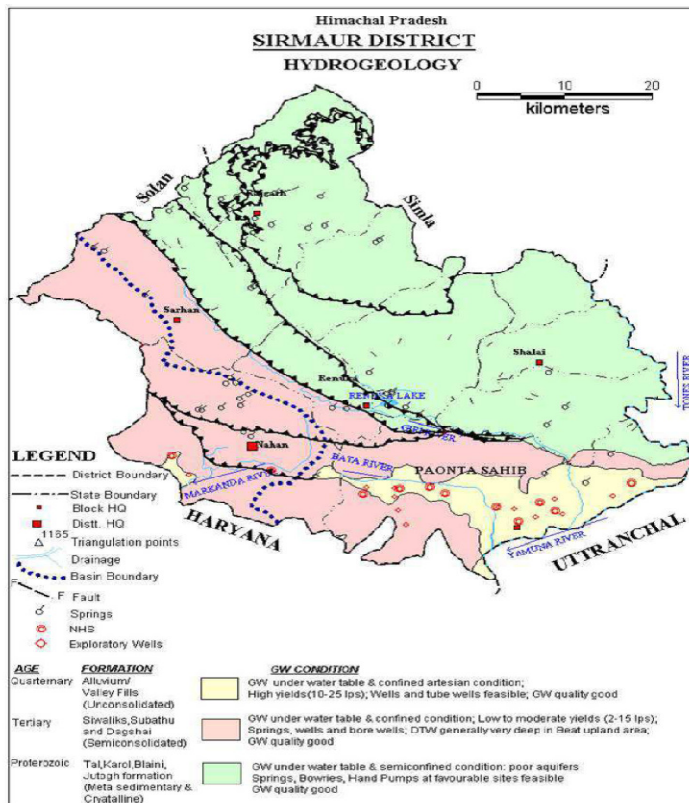 Himachal Pradesh
SIRMAUR DISTRICT
HYDROGEOLOGY
0 10 20
kilometers
Solan
Simla
Sarhan
Shalai
TONES RIVER
RENUKA LAKE
Nahan
BATA RIVER
PAONTA SAHIB
MARKANDA RIVER
HARYANA
YAMUNA RIVER
UTTRANCHAL
LEGEND
District Boundary
State Boundary
Block HQ
Distt. HQ
1165
Triangulation points
Drainage
Basin Boundary
F F Fault
Springs
NHS
Exploratory Wells
AGE FORMATION GW CONDITION
Quaternary Alluvium/
Valley Fills
(Unconsolidated)
GW under water table & confined artesian condition;
High yields(10-25 lps); Wells and tube wells feasible; GW quality good
Tertiary Siwaliks,Subathu
and Dagshai
(Semiconsolidated)
GW under water table & confined condition; Low to moderate yields (2-15 lps)
Springs, wells and bore wells; DTW generally very deep in Beat upland area;
GW quality good
Proterozoic Tal,Karol,Blaini,
Jutogh formation
(Meta sedimentary &
Cryatalline)
GW under water table & semiconfined condition: poor aquifers
Springs, Bowries, Hand Pumps at favourable sites feasible
GW quality good